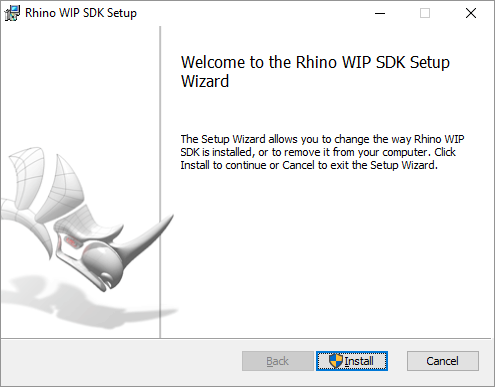 Rhino WIP SDK Setup
Welcome to the Rhino WIP SDK Setup
Wizard
The Setup Wizard allows you to change the way Rhino WIP
SDK is installed, or to remove it from your computer. Click
Install to continue or Cancel to exit the Setup Wizard.
Back
Install
Cancel